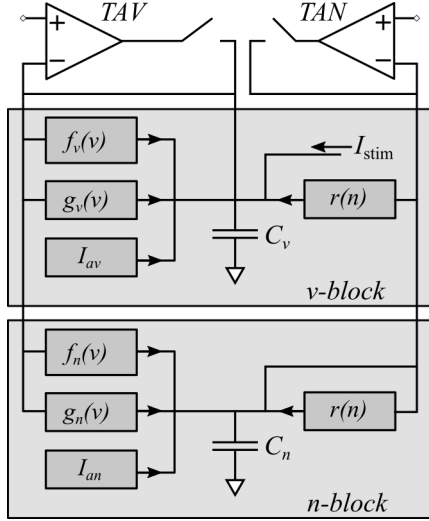 TAV TAN
+ +
− −
f_v(v)
I_stim
g_v(v) r(n)
I_av C_v
v-block
f_n(v)
g_n(v) r(n)
I_an C_n
n-block